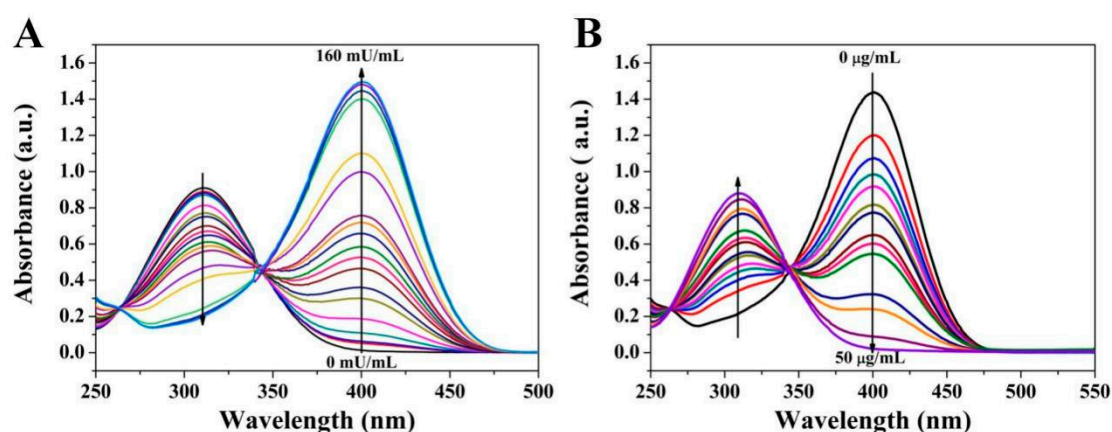 A
160 mU/mL
0 mU/mL
Absorbance (a.u.)
1.6
1.4
1.2
1.0
0.8
0.6
0.4
0.2
0.0
250 300 350 400 450 500
Wavelength (nm)
B
0 μg/mL
50 μg/mL
Absorbance ( a.u.)
1.6
1.4
1.2
1.0
0.8
0.6
0.4
0.2
0.0
250 300 350 400 450 500 550
Wavelength (nm)